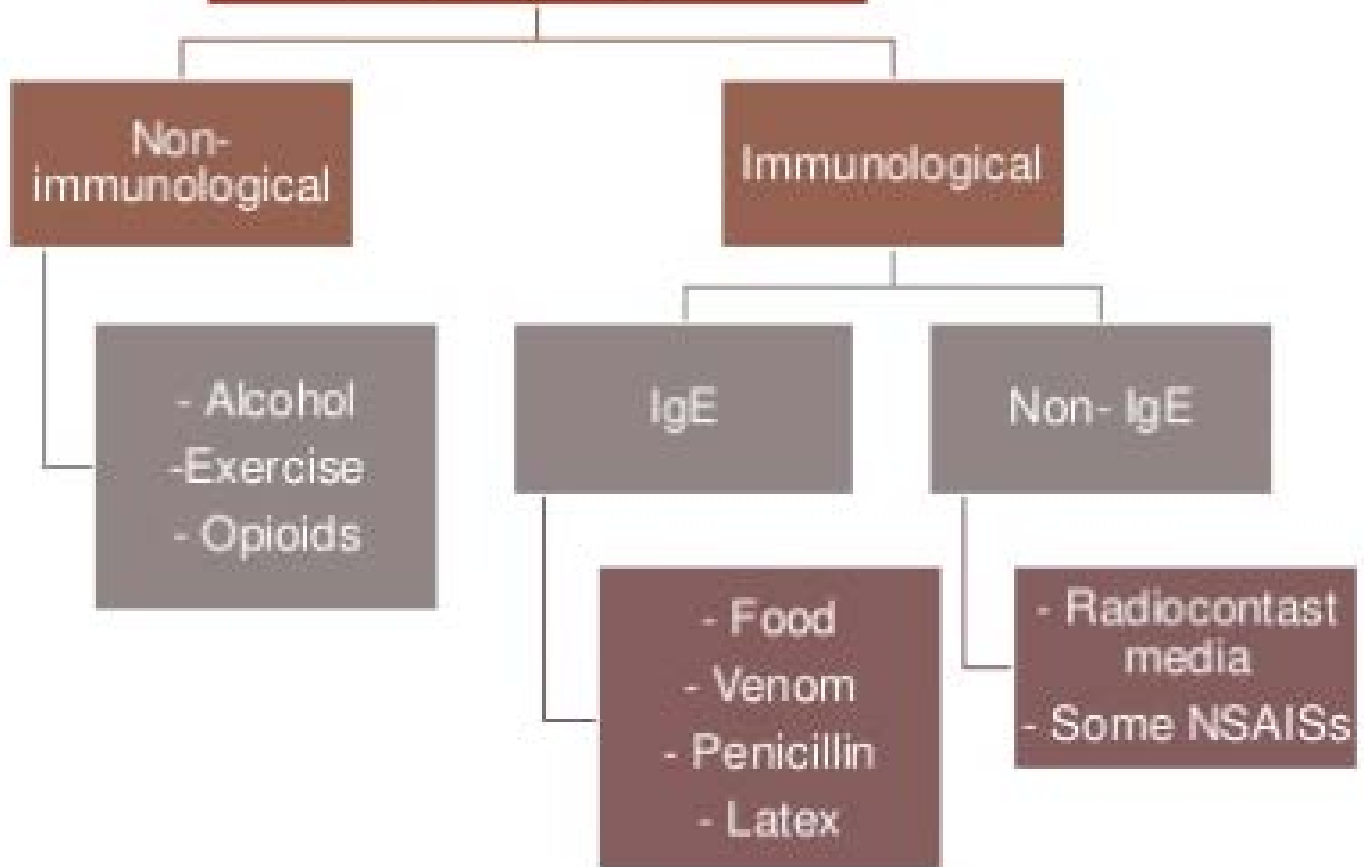 Non-
immunological
Immunological
- Alcohol
-Exercise
- Opioids
IgE
Non- IgE
- Food
- Venom
- Penicillin
- Latex
- Radiocontast
media
- Some NSAISs